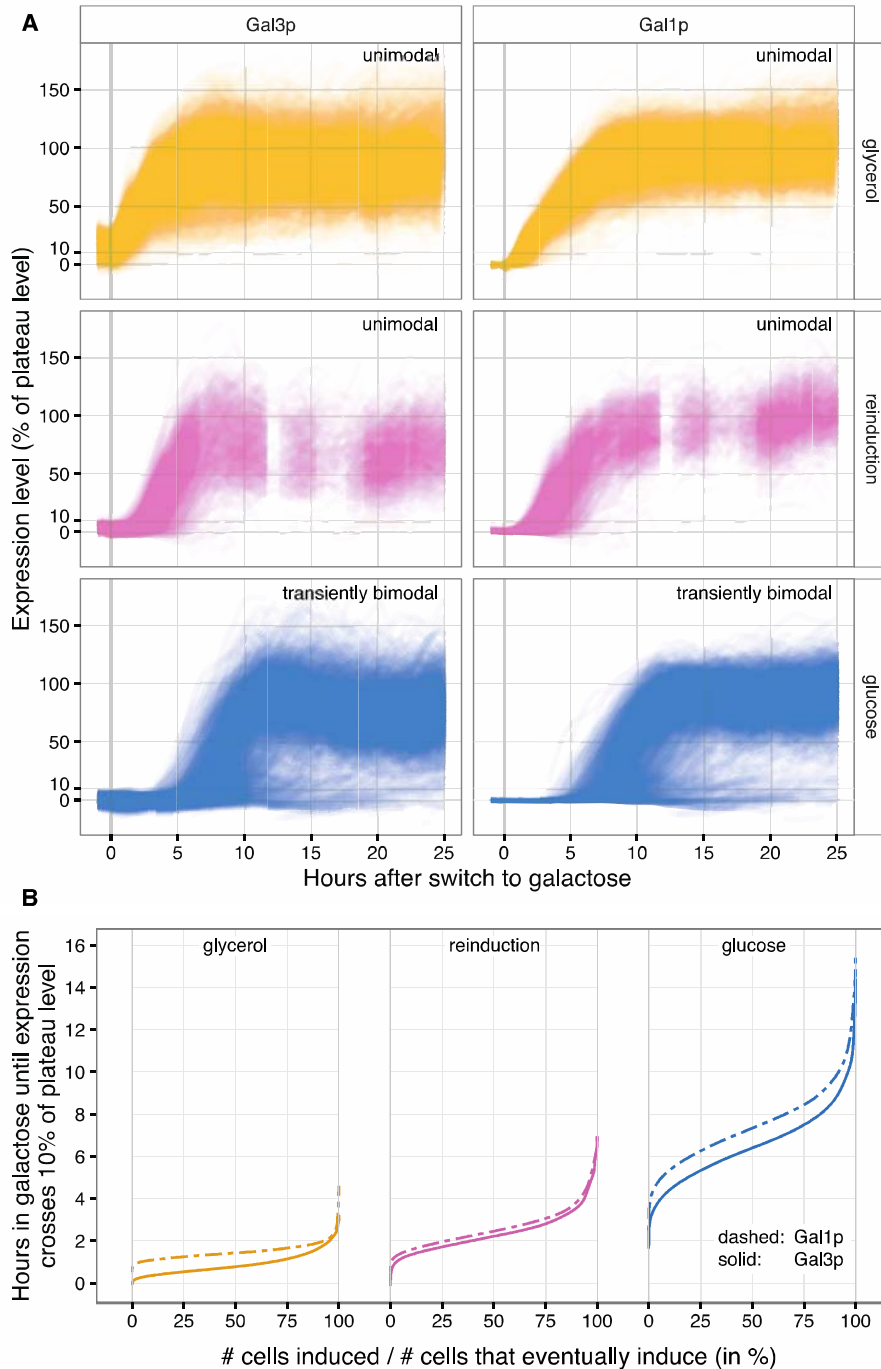 A
Gal3p
Gal1p
Expression level (% of plateau level)
unimodal
unimodal
glycerol
150
100
50
10
0
unimodal
unimodal
reinduction
150
100
50
10
0
transiently bimodal
transiently bimodal
glucose
150
100
50
10
0
0 5 10 15 20 25
0 5 10 15 20 25
Hours after switch to galactose
B
Hours in galactose until expression
crosses 10% of plateau level
glycerol
reinduction
glucose
16
14
12
10
8
6
4
2
0
dashed: Gal1p
solid: Gal3p
0 25 50 75 100
0 25 50 75 100
0 25 50 75 100
# cells induced / # cells that eventually induce (in %)